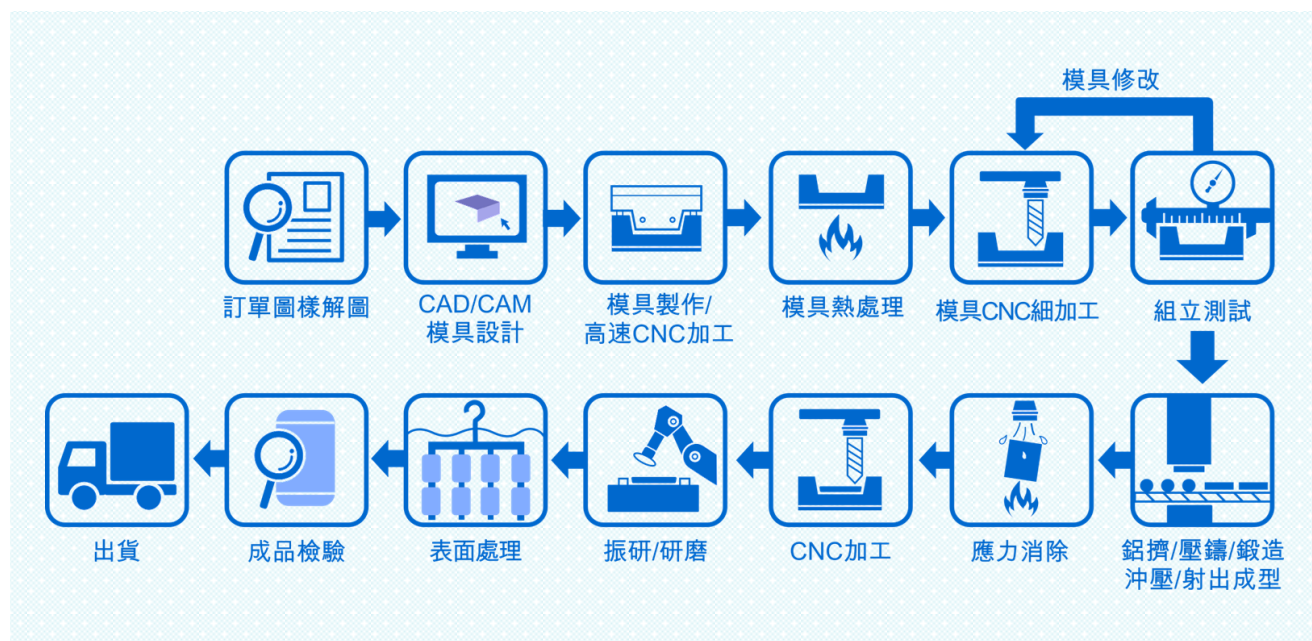 模具修改
訂單圖樣解圖
CAD/CAM
模具設計
模具製作/
高速CNC加工
模具熱處理
模具CNC細加工
組立測試
出貨
成品檢驗
表面處理
振研/研磨
CNC加工
應力消除
鋁擠/壓鑄/鍛造
沖壓/射出成型